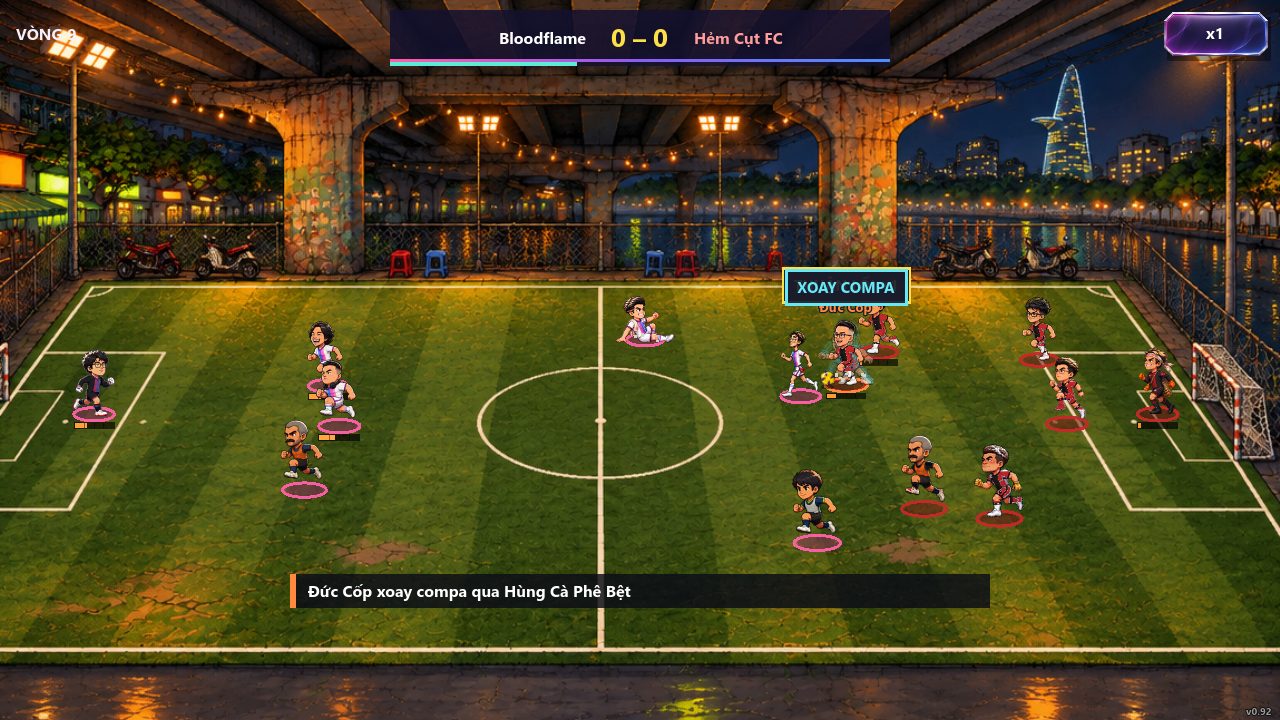 VÒNG 9
Bloodflame 0 – 0 Hẻm Cụt FC
x1
XOAY COMPA
Đức Cốp
Đức Cốp xoay compa qua Hùng Cà Phê Bệt
v0.92